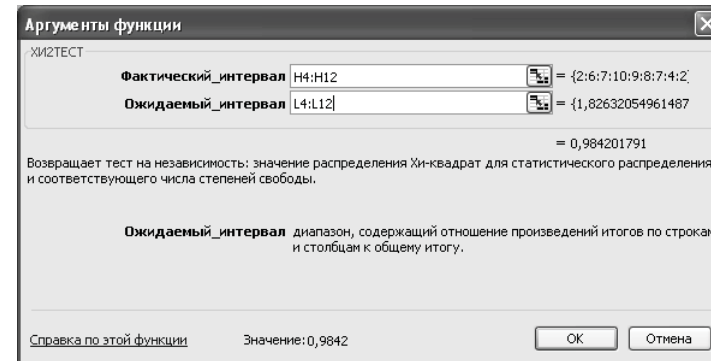 Аргументы функции
ХИ2ТЕСТ
Фактический_интервал H4:H12 = {2:6:7:10:9:8:7:4:2}
Ожидаемый_интервал L4:L12 = {1,82632054961487
= 0,984201791
Возвращает тест на независимость: значение распределения Хи-квадрат для статистического распределения
и соответствующего числа степеней свободы.
Ожидаемый_интервал диапазон, содержащий отношение произведений итогов по строкам
и столбцам к общему итогу.
Справка по этой функции Значение:0,9842 ОК Отмена